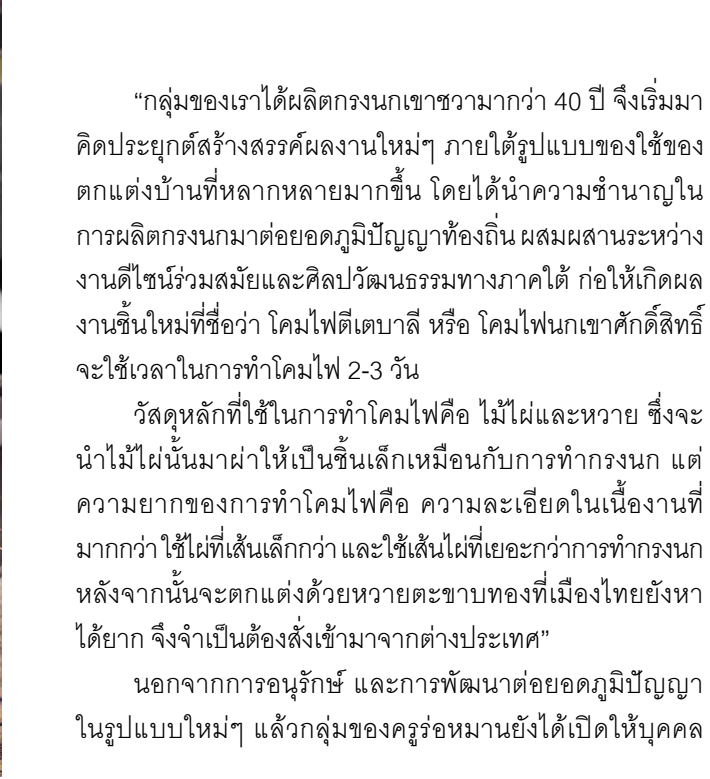 “กลุ่มของเราได้ผลิตกรงนกเขาชวามากว่า 40 ปี จึงเริ่มมา
คิดประยุกต์สร้างสรรค์ผลงานใหม่ๆ ภายใต้รูปแบบของใช้ของ
ตกแต่งบ้านที่หลากหลายมากขึ้น โดยได้นำความชำนาญใน
การผลิตกรงนกมาต่อยอดภูมิปัญญาท้องถิ่น ผสมผสานระหว่าง
งานดีไซน์ร่วมสมัยและศิลปวัฒนธรรมทางภาคใต้ ก่อให้เกิดผล
งานชิ้นใหม่ที่ชื่อว่า โคมไฟตีเตบาลี หรือ โคมไฟนกเขาศักดิ์สิทธิ์
จะใช้เวลาในการทำโคมไฟ 2-3 วัน
วัสดุหลักที่ใช้ในการทำโคมไฟคือ ไม้ไผ่และหวาย ซึ่งจะ
นำไม้ไผ่นั้นมาผ่าให้เป็นชิ้นเล็กเหมือนกับการทำกรงนก แต่
ความยากของการทำโคมไฟคือ ความละเอียดในเนื้องานที่
มากกว่า ใช้ไผ่ที่เส้นเล็กกว่า และใช้เส้นไผ่ที่เยอะกว่าการทำกรงนก
หลังจากนั้นจะตกแต่งด้วยหวายตะขาบทองที่เมืองไทยยังหา
ได้ยาก จึงจำเป็นต้องสั่งเข้ามาจากต่างประเทศ”
นอกจากการอนุรักษ์ และการพัฒนาต่อยอดภูมิปัญญา
ในรูปแบบใหม่ๆ แล้วกลุ่มของครูร่อหมานยังได้เปิดให้บุคคล